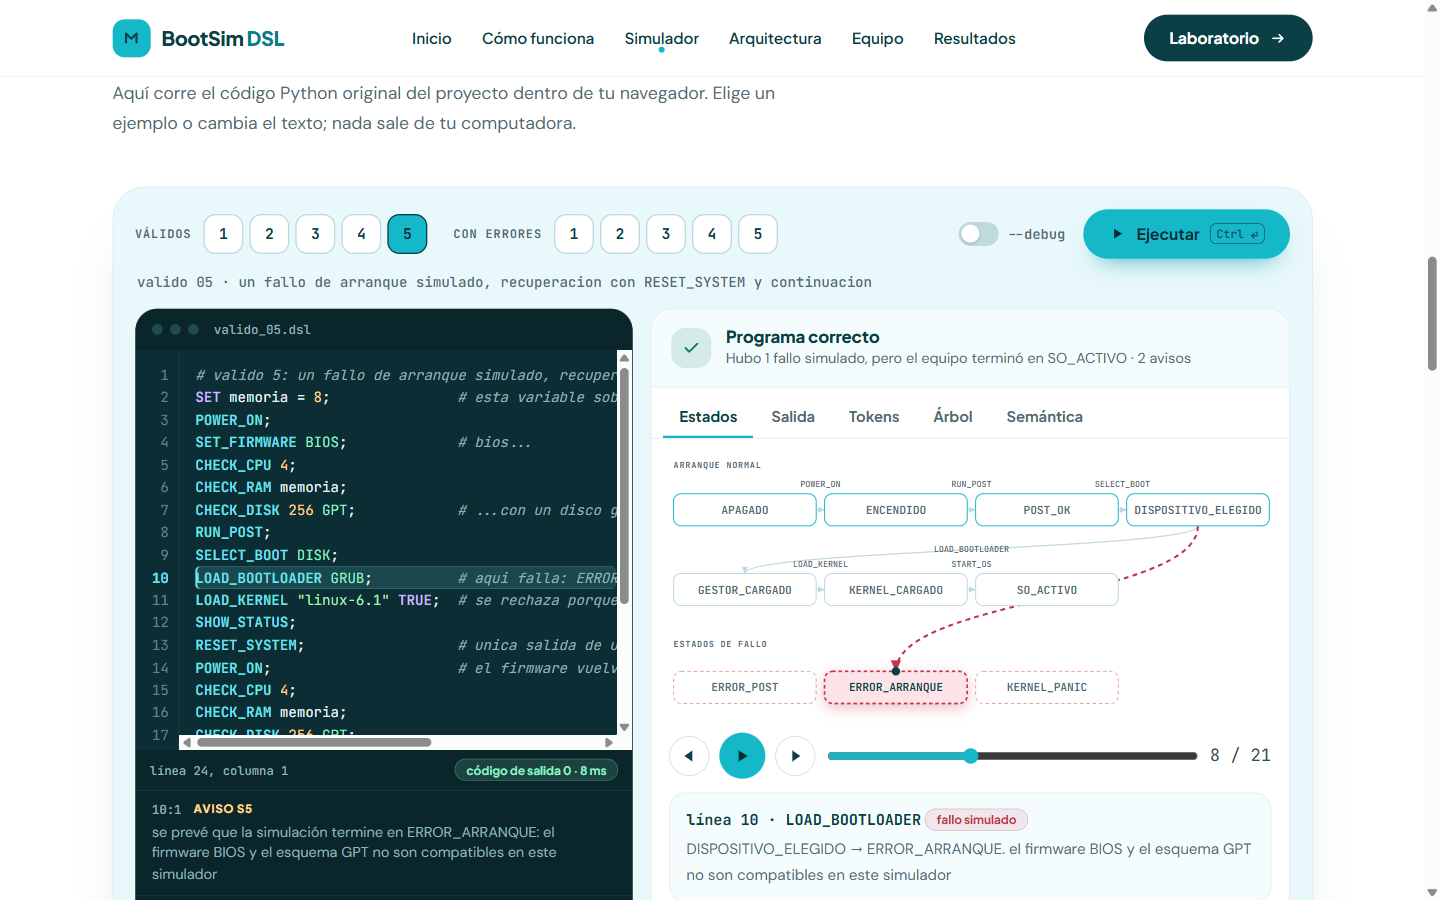 BootSim DSL
Inicio
Cómo funciona
Simulador
Arquitectura
Equipo
Resultados
Laboratorio →
Aquí corre el código Python original del proyecto dentro de tu navegador. Elige un
ejemplo o cambia el texto; nada sale de tu computadora.
VÁLIDOS 1 2 3 4 5
CON ERRORES 1 2 3 4 5
--debug
Ejecutar Ctrl ↵
valido 05 · un fallo de arranque simulado, recuperacion con RESET_SYSTEM y continuacion
valido_05.dsl
1 # valido 5: un fallo de arranque simulado, recuper
2 SET memoria = 8; # esta variable sob
3 POWER_ON;
4 SET_FIRMWARE BIOS; # bios...
5 CHECK_CPU 4;
6 CHECK_RAM memoria;
7 CHECK_DISK 256 GPT; # ...con un disco g
8 RUN_POST;
9 SELECT_BOOT DISK;
10 LOAD_BOOTLOADER GRUB; # aqui falla: ERROR
11 LOAD_KERNEL "linux-6.1" TRUE; # se rechaza porque
12 SHOW_STATUS;
13 RESET_SYSTEM; # unica salida de u
14 POWER_ON; # el firmware vuelv
15 CHECK_CPU 4;
16 CHECK_RAM memoria;
17 CHECK_DISK 256 GPT;
línea 24, columna 1
código de salida 0 · 8 ms
10:1 AVISO S5
se prevé que la simulación termine en ERROR_ARRANQUE: el
firmware BIOS y el esquema GPT no son compatibles en este
simulador
Programa correcto
Hubo 1 fallo simulado, pero el equipo terminó en SO_ACTIVO · 2 avisos
Estados
Salida
Tokens
Árbol
Semántica
ARRANQUE NORMAL
POWER_ON
RUN_POST
SELECT_BOOT
APAGADO
ENCENDIDO
POST_OK
DISPOSITIVO_ELEGIDO
LOAD_BOOTLOADER
LOAD_KERNEL
START_OS
GESTOR_CARGADO
KERNEL_CARGADO
SO_ACTIVO
ESTADOS DE FALLO
ERROR_POST
ERROR_ARRANQUE
KERNEL_PANIC
8 / 21
línea 10 · LOAD_BOOTLOADER fallo simulado
DISPOSITIVO_ELEGIDO → ERROR_ARRANQUE. el firmware BIOS y el esquema GPT
no son compatibles en este simulador